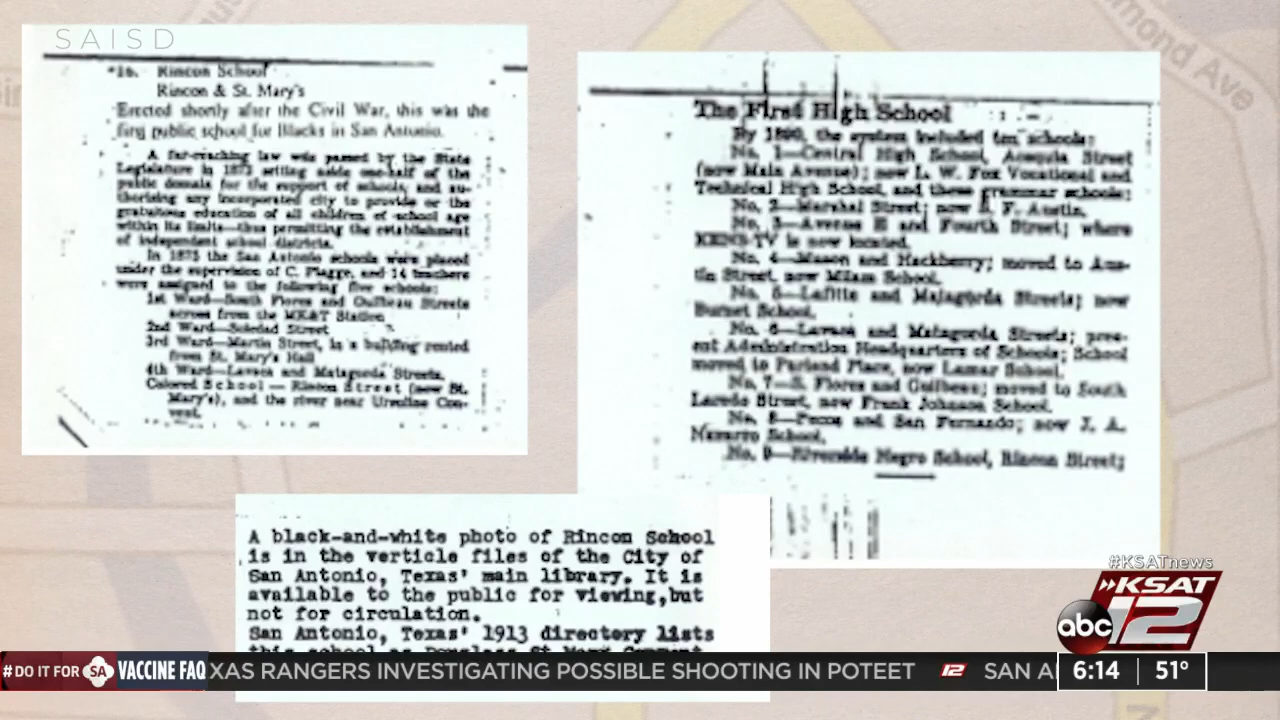 SAISD
16. Rincon School
Rincon & St. Mary's
Erected shortly after the Civil War, this was the
first public school for Blacks in San Antonio.
A far-reaching law was passed by the State
Legislature in 1873 setting aside one-half of the
public domain for the support of schools; and au-
thorizing any incorporated city to provide for the
gratuitous education of all children of school age
within its limits—thus permitting the establishment
of independent school districts.
In 1875 the San Antonio schools were placed
under the supervision of C. Plagge, and 14 teachers
were assigned to the following five schools:
1st Ward—South Flores and Guilbeau Streets
across from the MK&T Station
2nd Ward—Soledad Street
3rd Ward—Martin Street, in a building rented
from St. Mary's Hall
4th Ward—Lavaca and Matagorda Streets,
Colored School — Rincon Street (now St.
Mary's), and the river near Ursuline Con-
vent.
The First High School
By 1890, the system included ten schools:
No. 1—Central High School, Acequia Street
(now Main Avenue); now L. W. Fox Vocational and
Technical High School, and these grammar schools:
No. 2—Marshal Street; now F. Austin.
No. 3—Avenue E and Fourth Street; where
KENS-TV is now located.
No. 4—Mason and Hackberry; moved to Aus-
tin Street, now Milam School.
No. 5—Lafitte and Matagorda Streets; now
Burnet School.
No. 6—Lavaca and Matagorda Streets; pres-
ent Administration Headquarters of Schools; School
moved to Parland Place, now Lamar School.
No. 7—S. Flores and Guilbeau; moved to South
Laredo Street, now Frank Johnson School.
No. 8—Pecos and San Fernando; now J. A.
Navarro School.
No. 9—Riverside Negro School, Rincon Street;
A black-and-white photo of Rincon School
is in the verticle files of the City of
San Antonio, Texas' main library. It is
available to the public for viewing,but
not for circulation.
San Antonio, Texas' 1913 directory lists
mond Ave
#KSATnews
KSAT
abc 12
#DO IT FOR SA VACCINE FAQ XAS RANGERS INVESTIGATING POSSIBLE SHOOTING IN POTEET 12 SAN A 6:14 51°